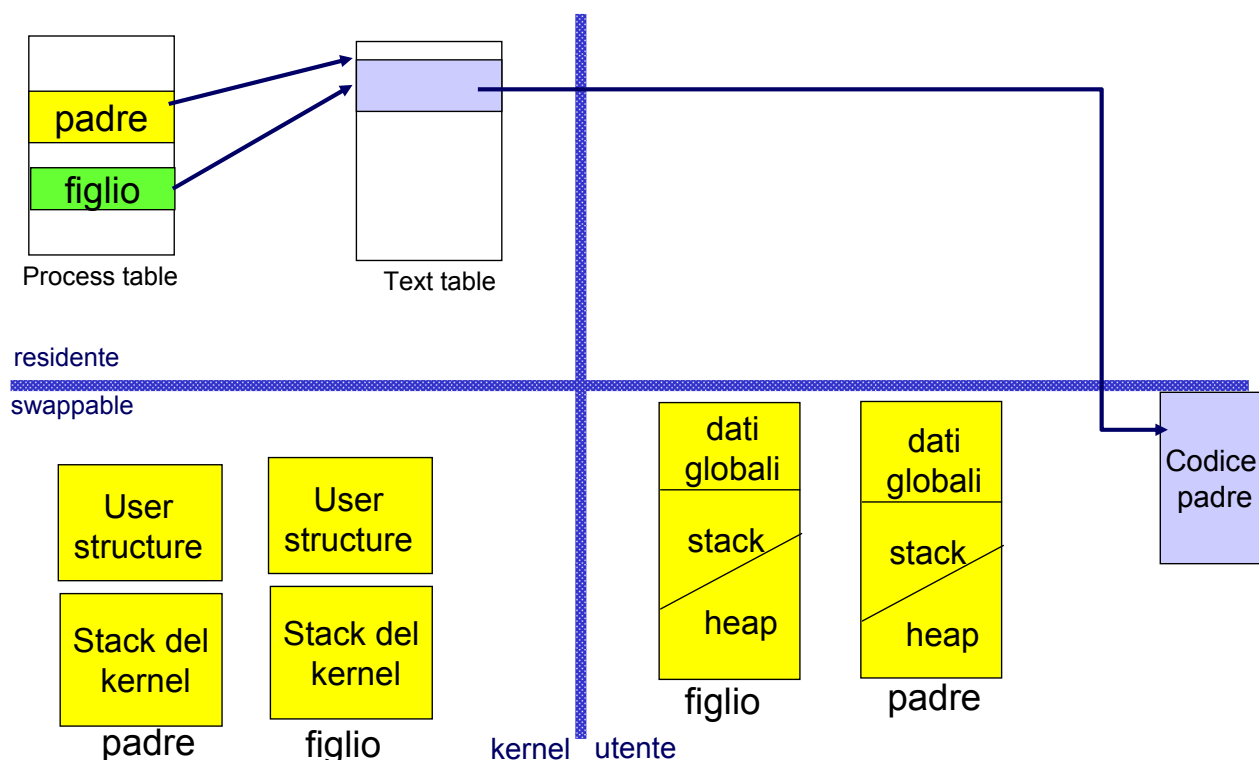 padre
figlio
Process table
Text table
residente
swappable
User
structure
Stack del
kernel
padre
User
structure
Stack del
kernel
figlio
kernel
utente
dati
globali
stack
heap
figlio
dati
globali
stack
heap
padre
Codice
padre